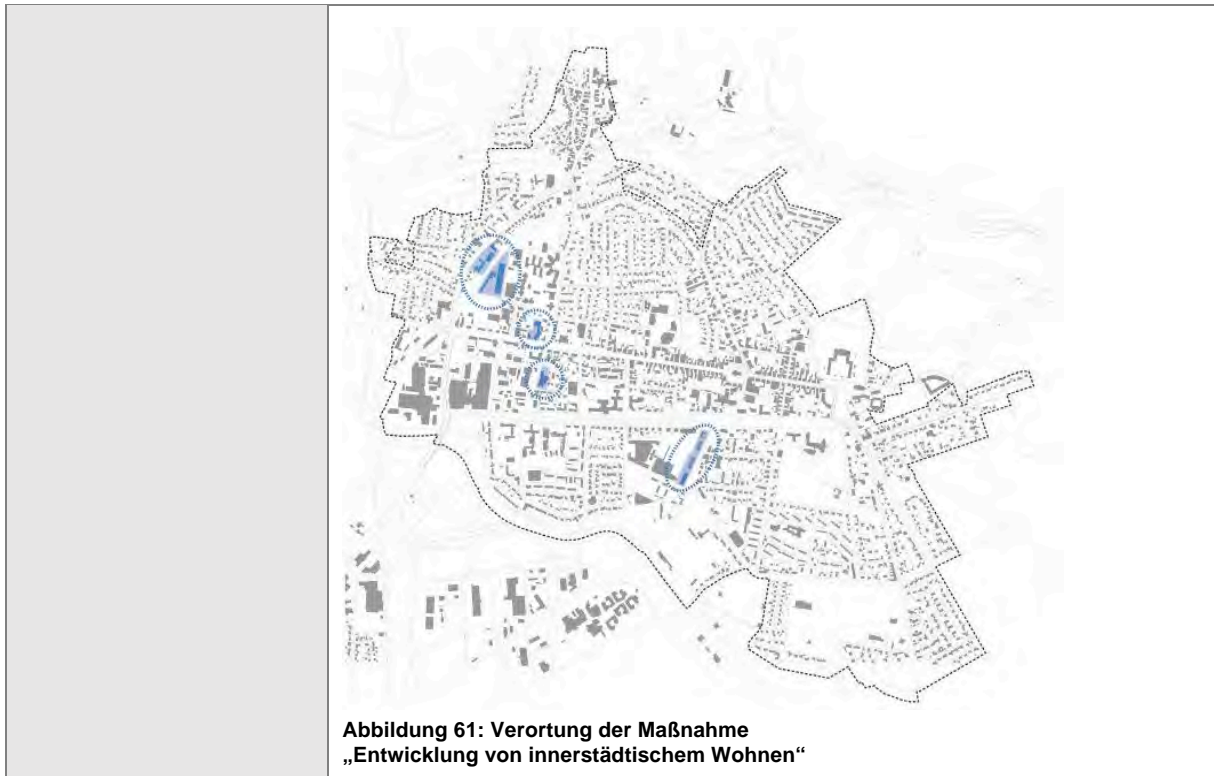 Abbildung 61: Verortung der Maßnahme
„Entwicklung von innerstädtischem Wohnen“